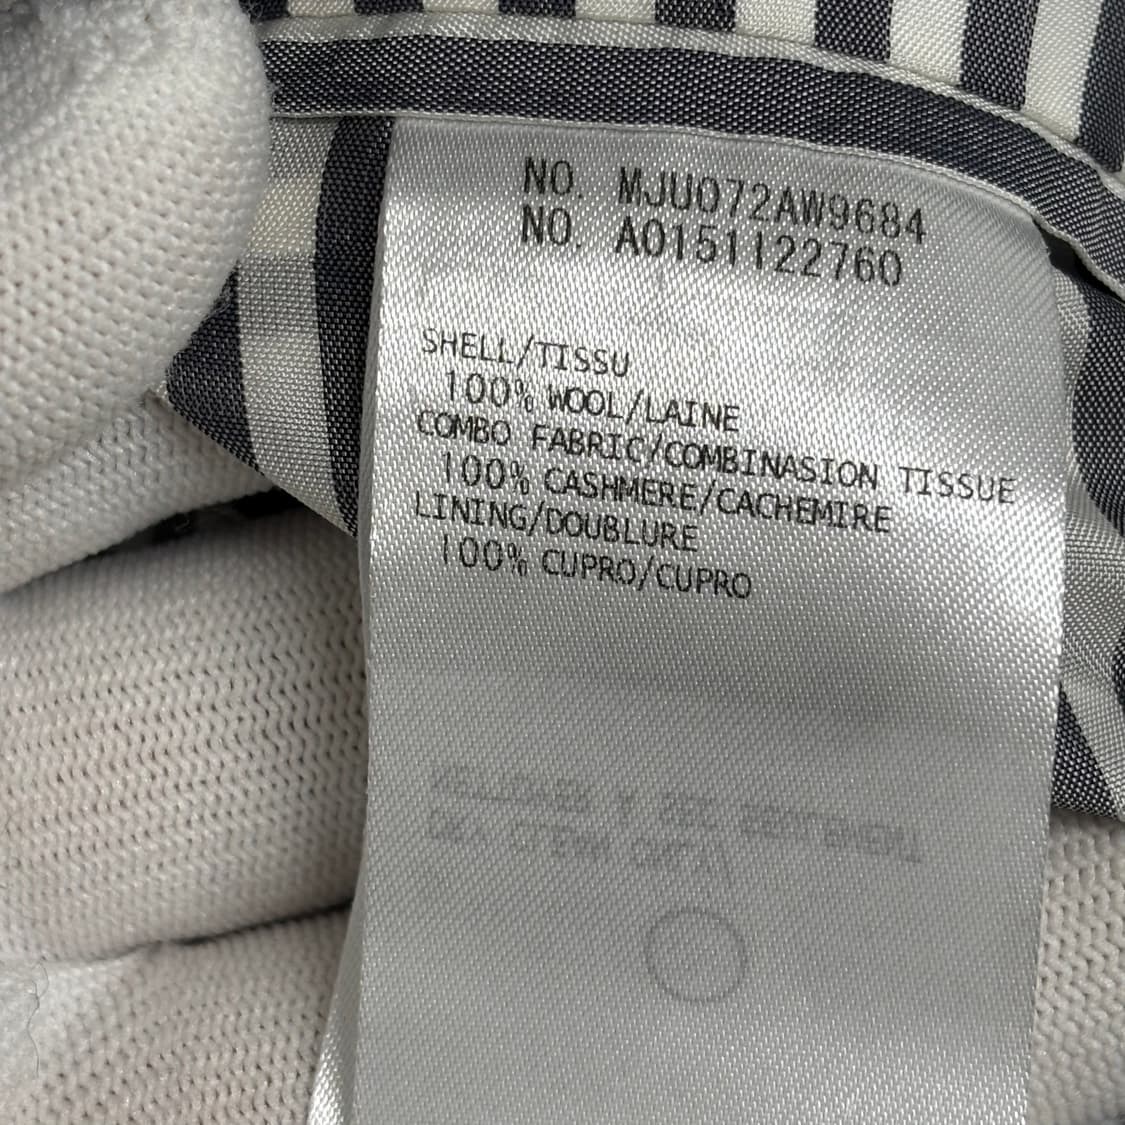 NO. MJU072AW9684
NO. A0151122760
SHELL/TISSU
100% WOOL/LAINE
COMBO FABRIC/COMBINASION TISSUE
100% CASHMERE/CACHEMIRE
LINING/DOUBLURE
100% CUPRO/CUPRO